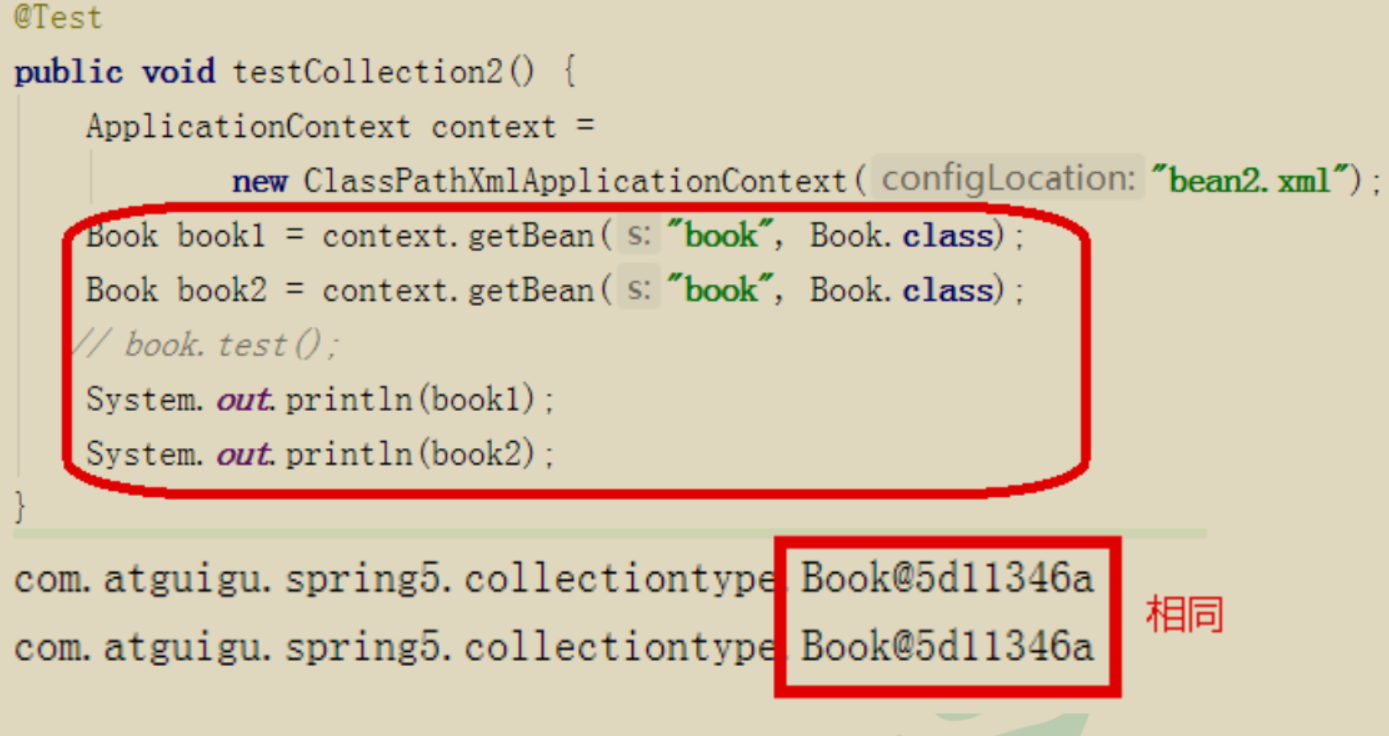 @Test
public void testCollection2() {
ApplicationContext context =
new ClassPathXmlApplicationContext( configLocation: "bean2.xml");
Book book1 = context.getBean( s: "book", Book.class);
Book book2 = context.getBean( s: "book", Book.class);
// book.test();
System.out.println(book1);
System.out.println(book2);
}
com.atguigu.spring5.collectiontype.Book@5d11346a
com.atguigu.spring5.collectiontype.Book@5d11346a
相同